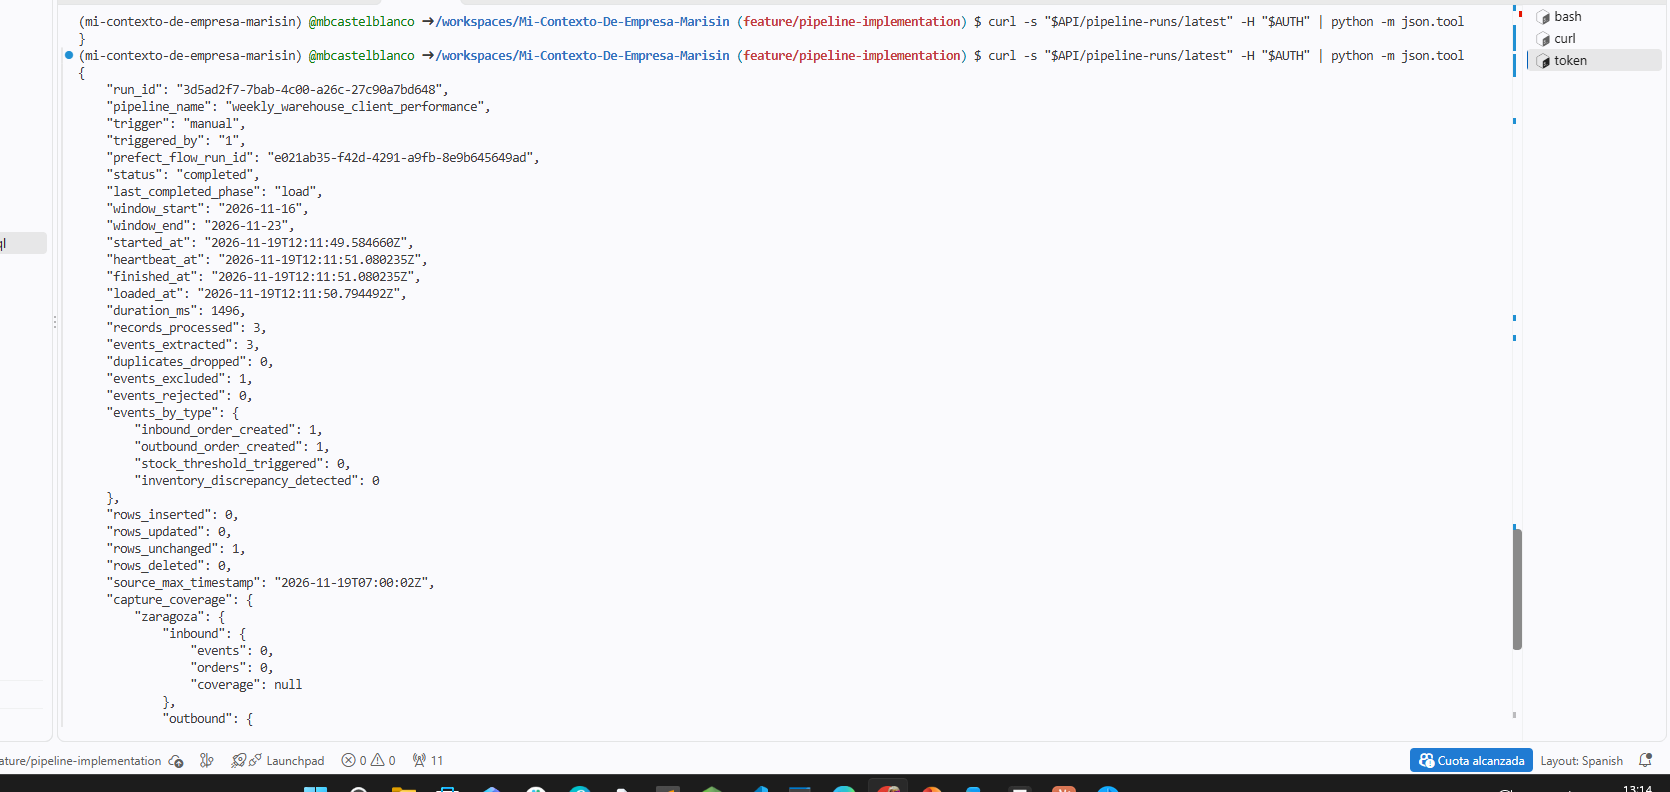 (mi-contexto-de-empresa-marisin) @mbcastelblanco ➜/workspaces/Mi-Contexto-De-Empresa-Marisin (feature/pipeline-implementation) $ curl -s "$API/pipeline-runs/latest" -H "$AUTH" | python -m json.tool
}
(mi-contexto-de-empresa-marisin) @mbcastelblanco ➜/workspaces/Mi-Contexto-De-Empresa-Marisin (feature/pipeline-implementation) $ curl -s "$API/pipeline-runs/latest" -H "$AUTH" | python -m json.tool
{
    "run_id": "3d5ad2f7-7bab-4c00-a26c-27c90a7bd648",
    "pipeline_name": "weekly_warehouse_client_performance",
    "trigger": "manual",
    "triggered_by": "1",
    "prefect_flow_run_id": "e021ab35-f42d-4291-a9fb-8e9b645649ad",
    "status": "completed",
    "last_completed_phase": "load",
    "window_start": "2026-11-16",
    "window_end": "2026-11-23",
    "started_at": "2026-11-19T12:11:49.584660Z",
    "heartbeat_at": "2026-11-19T12:11:51.080235Z",
    "finished_at": "2026-11-19T12:11:51.080235Z",
    "loaded_at": "2026-11-19T12:11:50.794492Z",
    "duration_ms": 1496,
    "records_processed": 3,
    "events_extracted": 3,
    "duplicates_dropped": 0,
    "events_excluded": 1,
    "events_rejected": 0,
    "events_by_type": {
        "inbound_order_created": 1,
        "outbound_order_created": 1,
        "stock_threshold_triggered": 0,
        "inventory_discrepancy_detected": 0
    },
    "rows_inserted": 0,
    "rows_updated": 0,
    "rows_unchanged": 1,
    "rows_deleted": 0,
    "source_max_timestamp": "2026-11-19T07:00:02Z",
    "capture_coverage": {
        "zaragoza": {
            "inbound": {
                "events": 0,
                "orders": 0,
                "coverage": null
            },
            "outbound": {
bash
curl
token
ql
ature/pipeline-implementation
Launchpad
0
0
11
Cuota alcanzada
Layout: Spanish
13:14